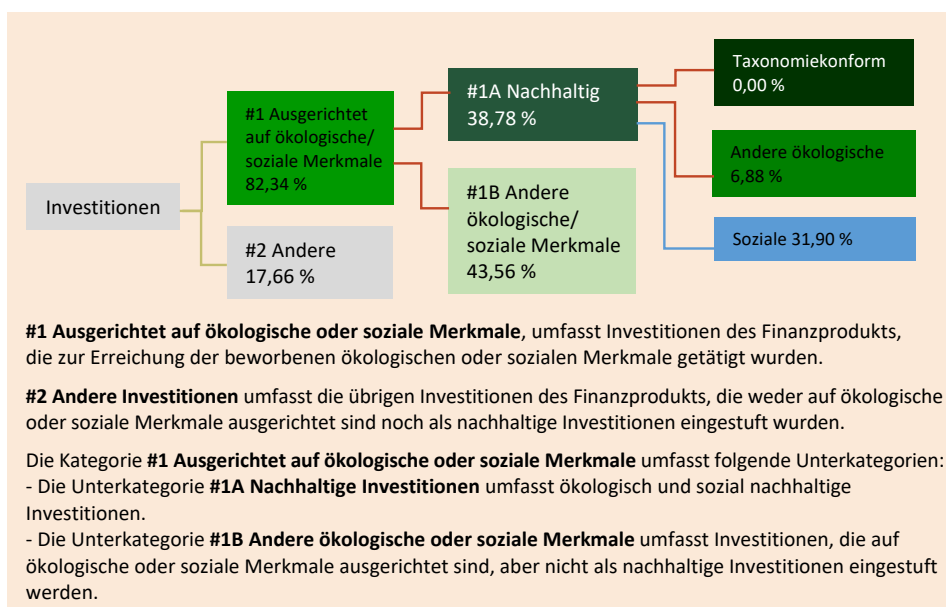 Investitionen
#1 Ausgerichtet
auf ökologische/
soziale Merkmale
82,34 %
#2 Andere
17,66 %
#1A Nachhaltig
38,78 %
#1B Andere
ökologische/
soziale Merkmale
43,56 %
Taxonomiekonform
0,00 %
Andere ökologische
6,88 %
Soziale 31,90 %
#1 Ausgerichtet auf ökologische oder soziale Merkmale, umfasst Investitionen des Finanzprodukts,
die zur Erreichung der beworbenen ökologischen oder sozialen Merkmale getätigt wurden.
#2 Andere Investitionen umfasst die übrigen Investitionen des Finanzprodukts, die weder auf ökologische
oder soziale Merkmale ausgerichtet sind noch als nachhaltige Investitionen eingestuft wurden.
Die Kategorie #1 Ausgerichtet auf ökologische oder soziale Merkmale umfasst folgende Unterkategorien:
- Die Unterkategorie #1A Nachhaltige Investitionen umfasst ökologisch und sozial nachhaltige
Investitionen.
- Die Unterkategorie #1B Andere ökologische oder soziale Merkmale umfasst Investitionen, die auf
ökologische oder soziale Merkmale ausgerichtet sind, aber nicht als nachhaltige Investitionen eingestuft
werden.